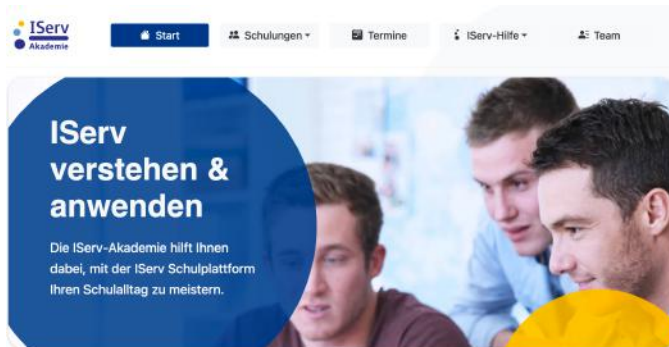 IServ
Akademie
Start
Schulungen
Termine
IServ-Hilfe
Team
IServ
verstehen &
anwenden
Die IServ-Akademie hilft Ihnen
dabei, mit der IServ Schulplattform
Ihren Schulalltag zu meistern.